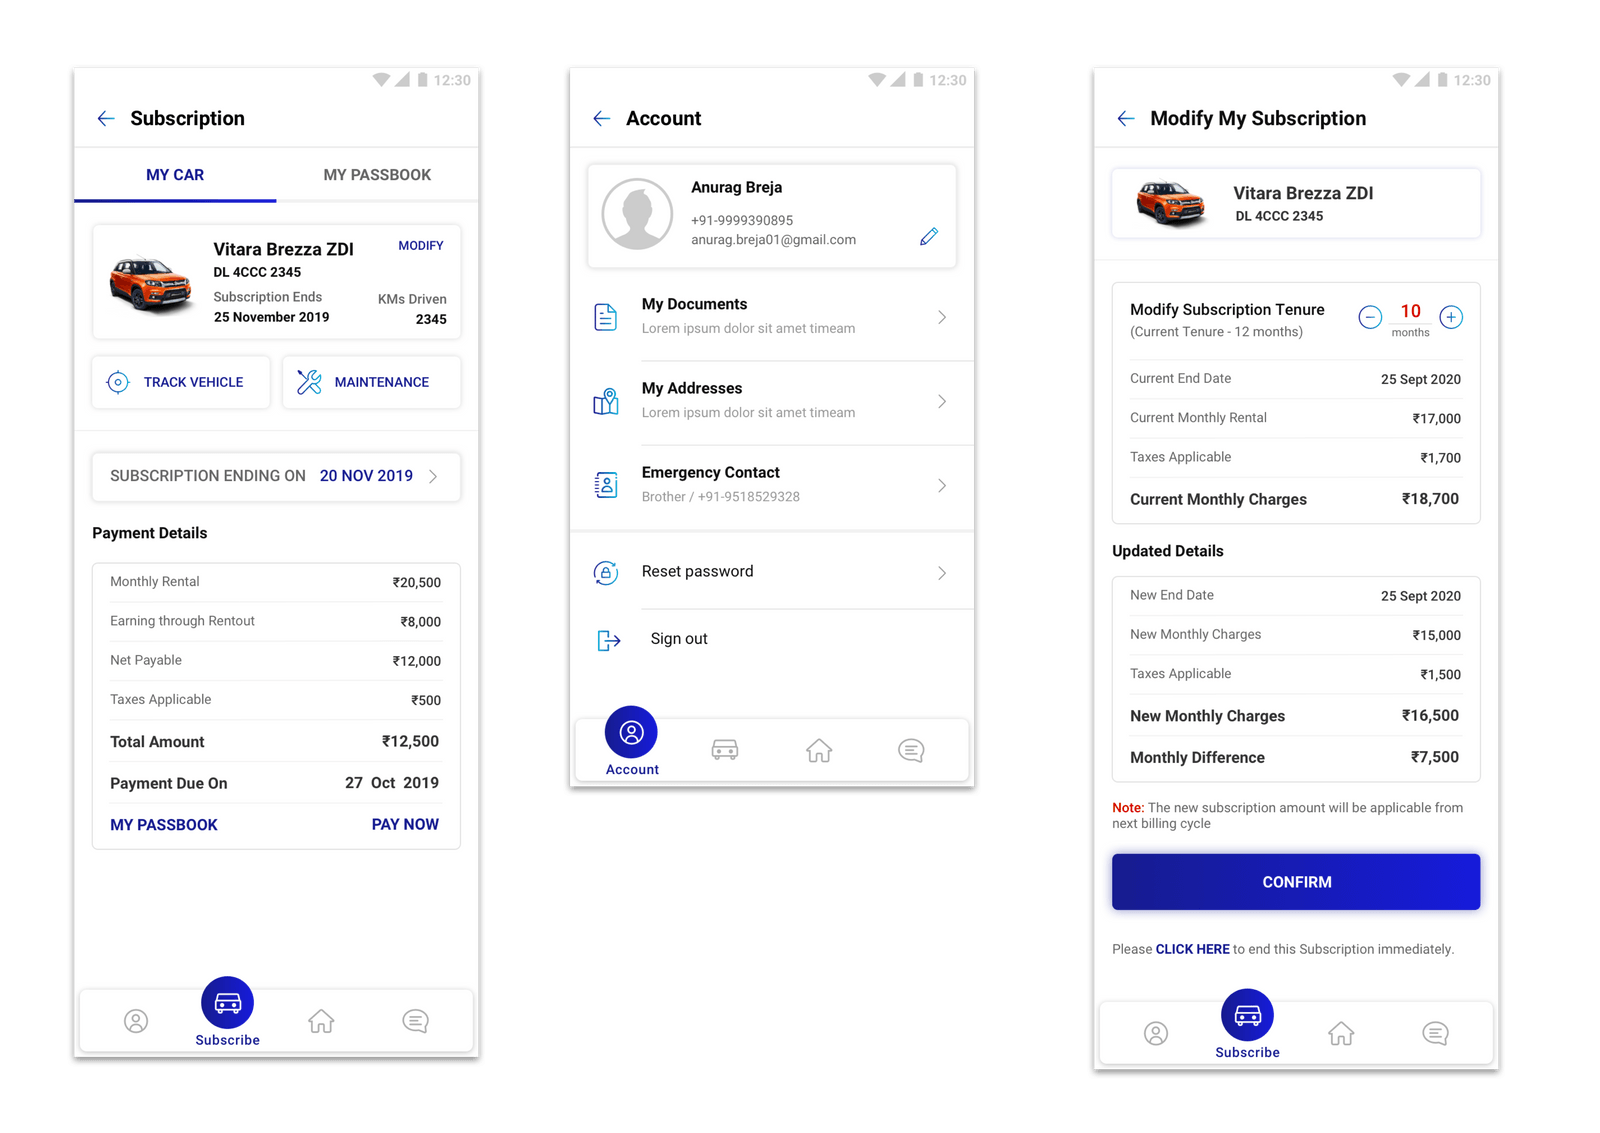 12:30
Subscription
MY CAR
MY PASSBOOK
Vitara Brezza ZDI
MODIFY
DL 4CCC 2345
Subscription Ends
KMs Driven
25 November 2019
2345
TRACK VEHICLE
MAINTENANCE
SUBSCRIPTION ENDING ON 20 NOV 2019
Payment Details
Monthly Rental ₹20,500
Earning through Rentout ₹8,000
Net Payable ₹12,000
Taxes Applicable ₹500
Total Amount ₹12,500
Payment Due On 27 Oct 2019
MY PASSBOOK PAY NOW
Subscribe
12:30
Account
Anurag Breja
+91-9999390895
anurag.breja01@gmail.com
My Documents
Lorem ipsum dolor sit amet timeam
My Addresses
Lorem ipsum dolor sit amet timeam
Emergency Contact
Brother / +91-9518529328
Reset password
Sign out
Account
12:30
Modify My Subscription
Vitara Brezza ZDI
DL 4CCC 2345
Modify Subscription Tenure
10
(Current Tenure - 12 months)
months
Current End Date 25 Sept 2020
Current Monthly Rental ₹17,000
Taxes Applicable ₹1,700
Current Monthly Charges ₹18,700
Updated Details
New End Date 25 Sept 2020
New Monthly Charges ₹15,000
Taxes Applicable ₹1,500
New Monthly Charges ₹16,500
Monthly Difference ₹7,500
Note: The new subscription amount will be applicable from
next billing cycle
CONFIRM
Please CLICK HERE to end this Subscription immediately.
Subscribe